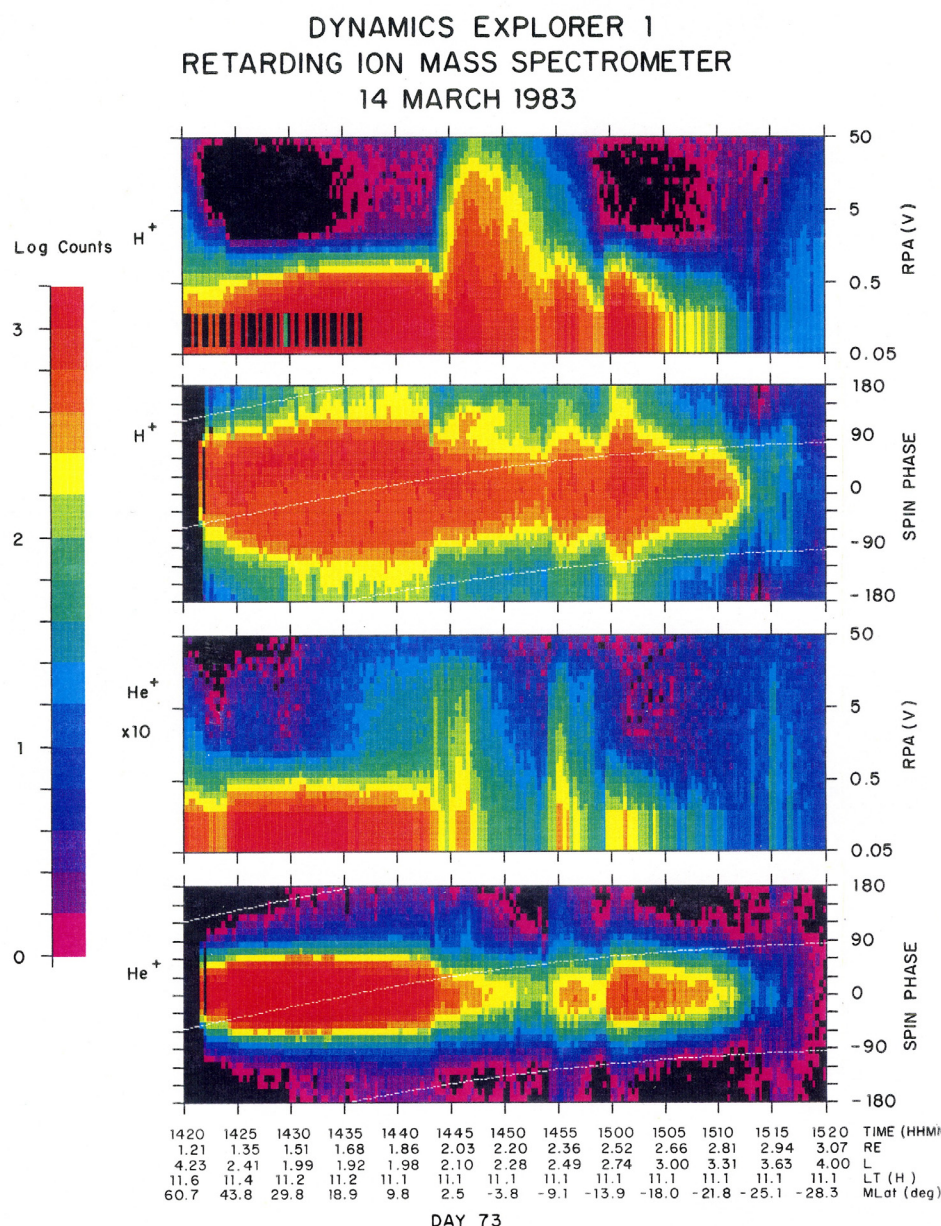 DYNAMICS EXPLORER 1
RETARDING ION MASS SPECTROMETER
14 MARCH 1983
Log Counts
3
2
1
0
H+
50
5
0.5
0.05
RPA (V)
H+
180
90
0
-90
-180
SPIN PHASE
He+
x10
50
5
0.5
0.05
RPA (V)
He+
180
90
0
-90
-180
SPIN PHASE
1420 1425 1430 1435 1440 1445 1450 1455 1500 1505 1510 1515 1520 TIME (HHMM
1.21 1.35 1.51 1.68 1.86 2.03 2.20 2.36 2.52 2.66 2.81 2.94 3.07 RE
4.23 2.41 1.99 1.92 1.98 2.10 2.28 2.49 2.74 3.00 3.31 3.63 4.00 L
11.6 11.4 11.2 11.2 11.1 11.1 11.1 11.1 11.1 11.1 11.1 11.1 11.1 LT (H)
60.7 43.8 29.8 18.9 9.8 2.5 -3.8 -9.1 -13.9 -18.0 -21.8 -25.1 -28.3 MLat (deg)
DAY 73